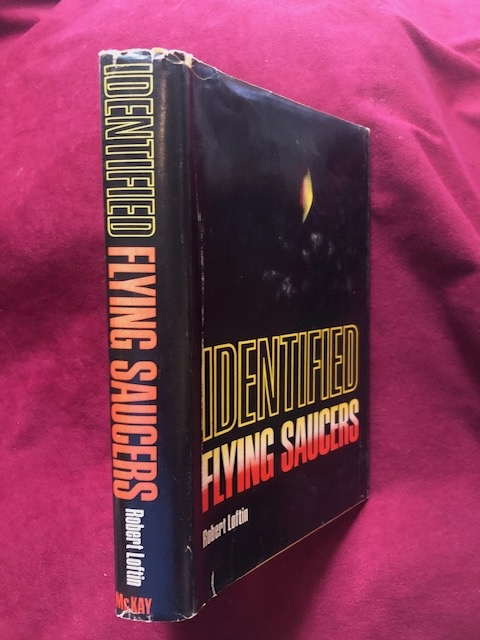 IDENTIFIED FLYING SAUCERS
Robert Loftin
McKAY
IDENTIFIED
FLYING SAUCERS
Robert Loftin